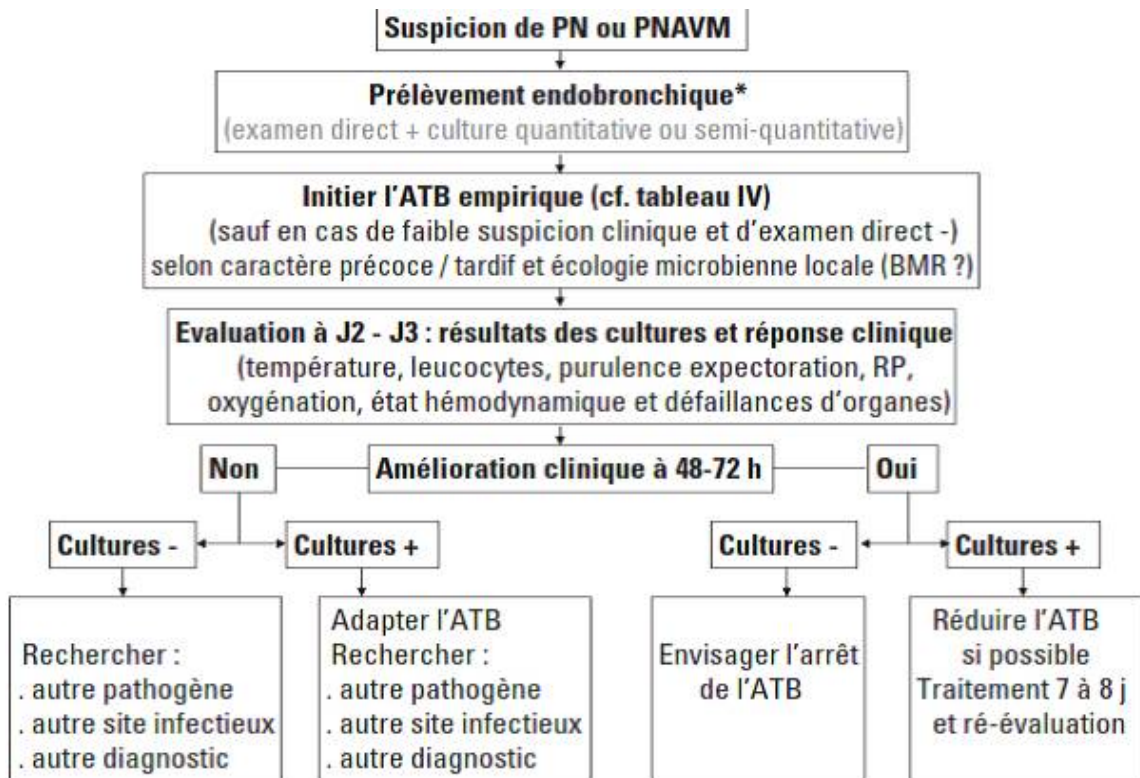 Suspicion de PN ou PNAVM
Prélèvement endobronchique*
(examen direct + culture quantitative ou semi-quantitative)
Initier l'ATB empirique (cf. tableau IV)
(sauf en cas de faible suspicion clinique et d'examen direct -)
selon caractère précoce / tardif et écologie microbienne locale (BMR ?)
Evaluation à J2 - J3 : résultats des cultures et réponse clinique
(température, leucocytes, purulence expectoration, RP,
oxygénation, état hémodynamique et défaillances d'organes)
Non
Amélioration clinique à 48-72 h
Oui
Cultures -
Cultures +
Cultures -
Cultures +
Rechercher :
. autre pathogène
. autre site infectieux
. autre diagnostic
Adapter l'ATB
Rechercher :
. autre pathogène
. autre site infectieux
. autre diagnostic
Envisager l'arrêt
de l'ATB
Réduire l'ATB
si possible
Traitement 7 à 8 j
et ré-évaluation